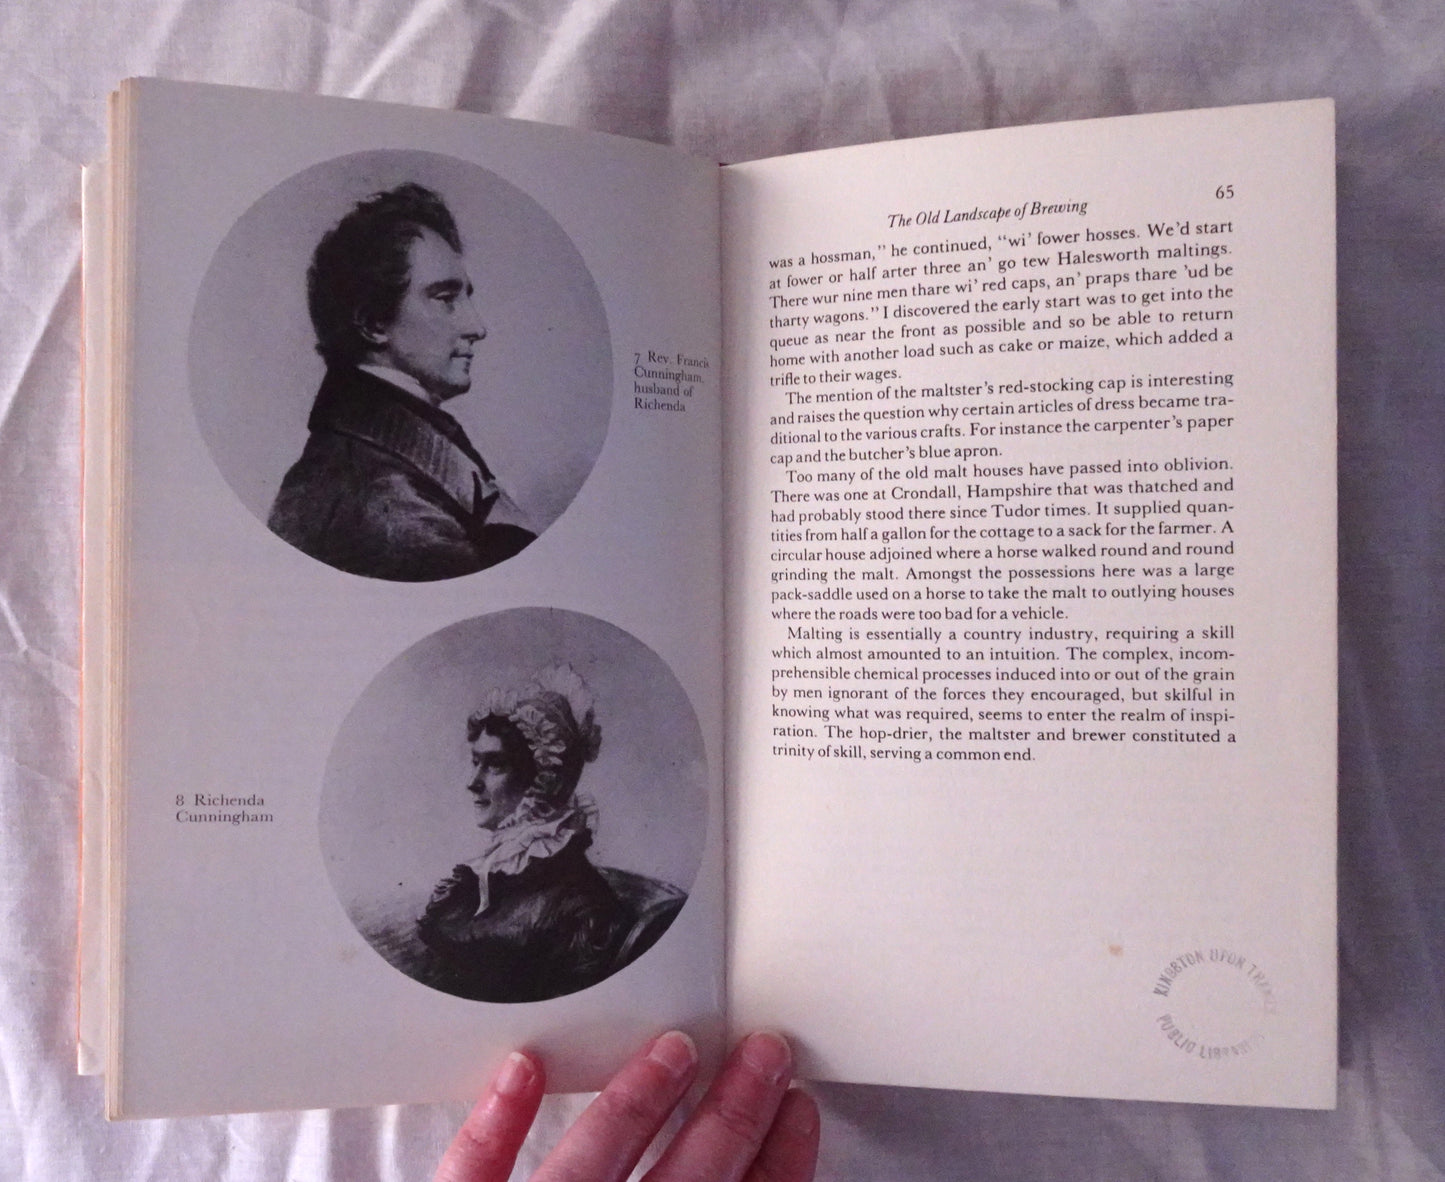 7 Rev. Francis
Cunningham,
husband of
Richenda
8 Richenda
Cunningham
65
The Old Landscape of Brewing
was a hossman,” he continued, “wi’ fower hosses. We’d start
at fower or half arter three an’ go tew Halesworth maltings.
There wur nine men thare wi’ red caps, an’ praps thare ’ud be
tharty wagons.” I discovered the early start was to get into the
queue as near the front as possible and so be able to return
home with another load such as cake or maize, which added a
trifle to their wages.
The mention of the maltster’s red-stocking cap is interesting
and raises the question why certain articles of dress became tra-
ditional to the various crafts. For instance the carpenter’s paper
cap and the butcher’s blue apron.
Too many of the old malt houses have passed into oblivion.
There was one at Crondall, Hampshire that was thatched and
had probably stood there since Tudor times. It supplied quan-
tities from half a gallon for the cottage to a sack for the farmer. A
circular house adjoined where a horse walked round and round
grinding the malt. Amongst the possessions here was a large
pack-saddle used on a horse to take the malt to outlying houses
where the roads were too bad for a vehicle.
Malting is essentially a country industry, requiring a skill
which almost amounted to an intuition. The complex, incom-
prehensible chemical processes induced into or out of the grain
by men ignorant of the forces they encouraged, but skilful in
knowing what was required, seems to enter the realm of inspi-
ration. The hop-drier, the maltster and brewer constituted a
trinity of skill, serving a common end.
KINGSTON UPON THAMES
PUBLIC LIBRARIES